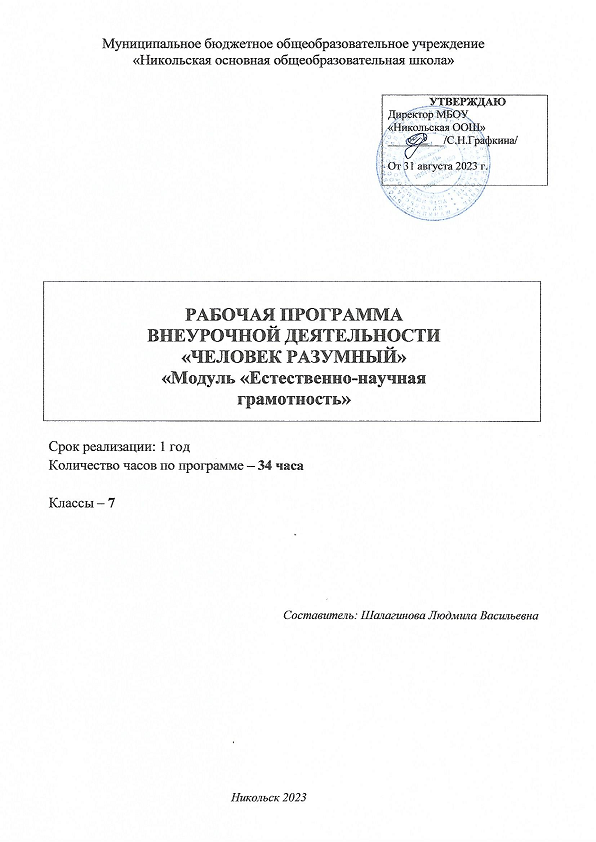 Муниципальное бюджетное общеобразовательное учреждение
«Никольская основная общеобразовательная школа»
УТВЕРЖДАЮ
Директор МБОУ
«Никольская ООШ»
___________/С.Н.Графкина/
От 31 августа 2023 г.
РАБОЧАЯ ПРОГРАММА
ВНЕУРОЧНОЙ ДЕЯТЕЛЬНОСТИ
«ЧЕЛОВЕК РАЗУМНЫЙ»
«Модуль «Естественно-научная
грамотность»
Срок реализации: 1 год
Количество часов по программе – 34 часа
Классы – 7
Составитель: Шалагинова Людмила Васильевна
Никольск 2023